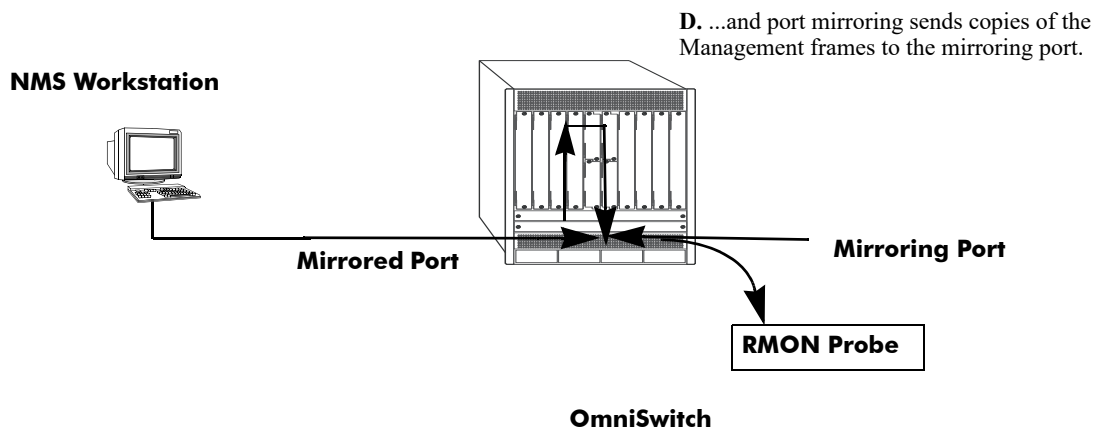 D. ...and port mirroring sends copies of the
Management frames to the mirroring port.
NMS Workstation
Mirrored Port
Mirroring Port
RMON Probe
OmniSwitch